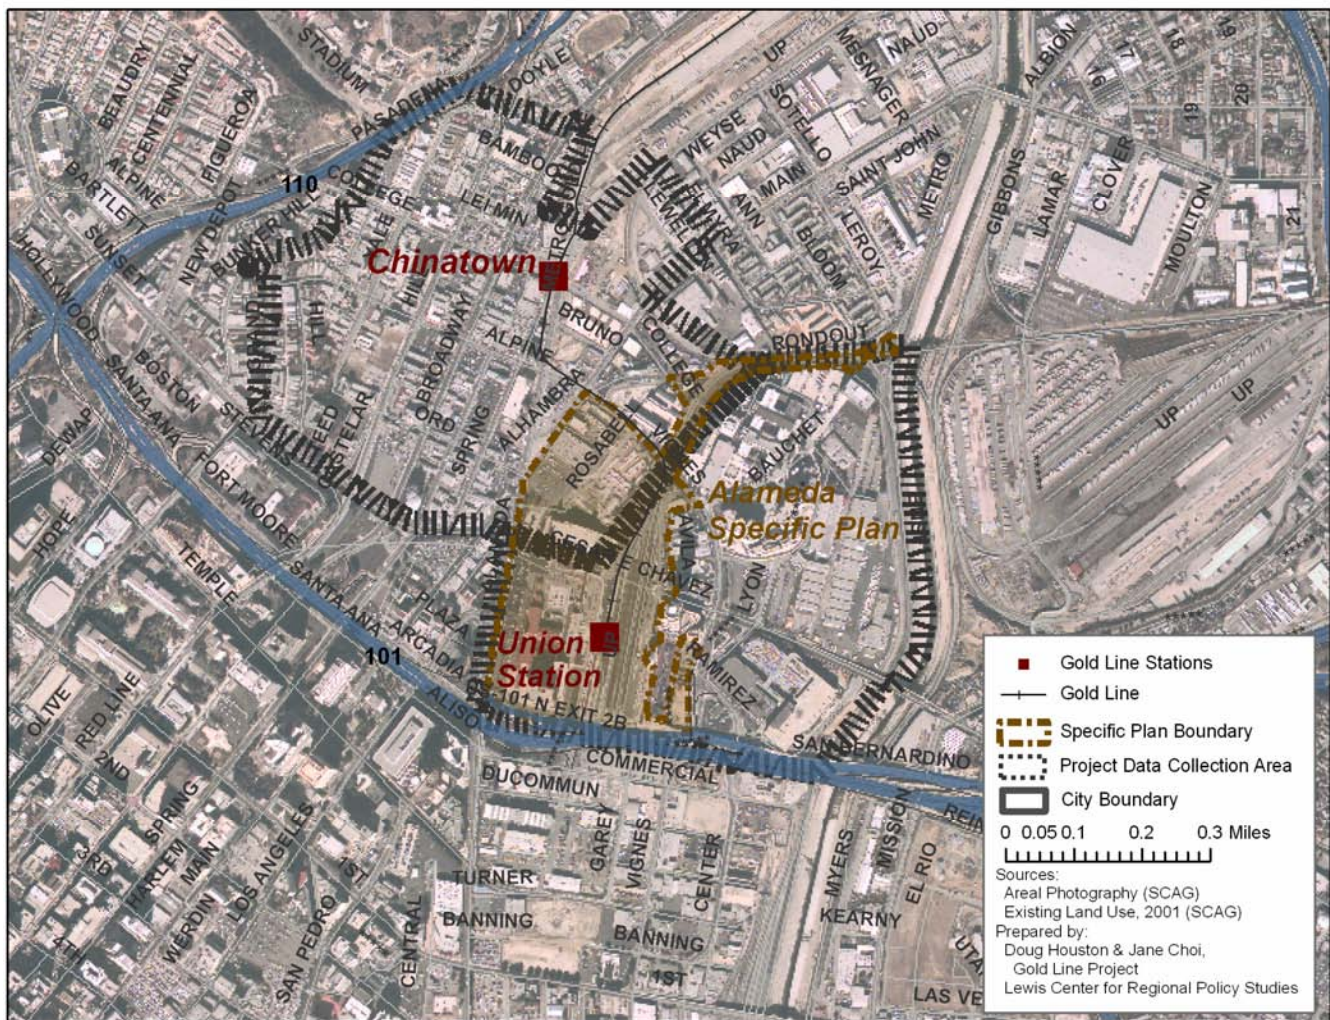 STADIUM
DOYLE
UP
MESNAGER
NAUD
ALBION
16
17
18
19
19
20
21
BEAUDRY
CENTENNAL
FIGUEROA
PASADENA
BAMBOO
WEYSE
NAUD
SOTELLO
MAIN
SAINT JOHN
METRO
GIBBONS
LAMAR
CLOVER
MOULTON
ALPINE
BARTLETT
110
COLLEGE
LEI MIN
LLEWELLYN
ELMYRA
ANN
BLOOM
LEROY
NEW DEPOT
BUNKER HILL
YALE
SUNSET
HOLLYWOOD
METRO
Chinatown
HILL
HILL
BROADWAY
ALPINE
BRUNO
COLLEGE
RONDOUT
BOSTON
SANTA ANA
STEVENS
ORD
SPRING
ALHAMBRA
ROSABELL
BAUCHET
UP
UP
DEWAP
FORT MOORE
Alameda
Specific Plan
AVILA
HOPE
TEMPLE
CHAVEZ
LYON
SANTA ANA
PLAZA
ARCADIA
101
Union
Station
UP
RAMIREZ
OLIVE
RED LINE
ALISO
101 N EXIT 2B
COMMERCIAL
SAN BERNARDINO
2ND
DUCOMMUN
3RD
HARLEM
SPRING
MAIN
LOS ANGELES
1ST
GAREY
VIGNES
CENTER
MYERS
MISSION
EL RIO
4TH
WERDIN
SAN PEDRO
CENTRAL
TURNER
BANNING
BANNING
KEARNY
1ST
Gold Line Stations
Gold Line
Specific Plan Boundary
Project Data Collection Area
City Boundary
0 0.05 0.1 0.2 0.3 Miles
Sources:
Areal Photography (SCAG)
Existing Land Use, 2001 (SCAG)
Prepared by:
Doug Houston & Jane Choi,
Gold Line Project
Lewis Center for Regional Policy Studies